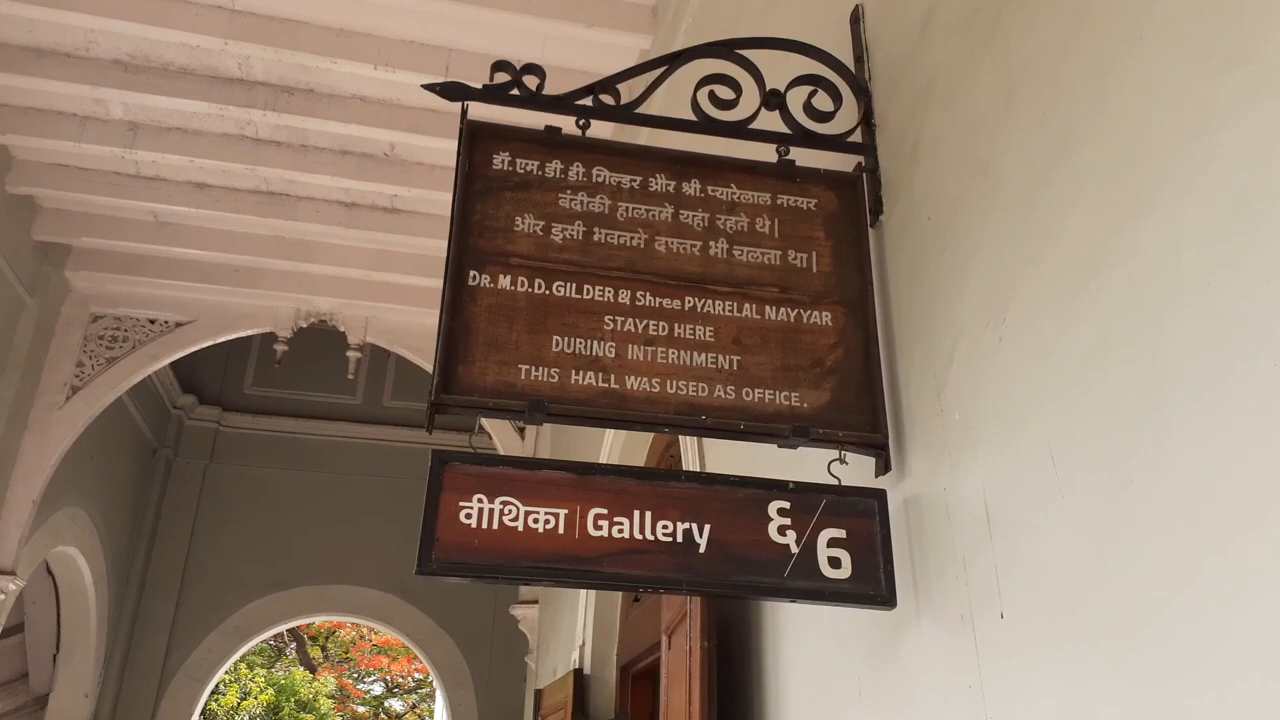 डॉ. एम. डी. डी. गिल्डर और श्री. प्यारेलाल नय्यर
बंदीकी हालतमें यहां रहते थे|
और इसी भवनमे दफ्तर भी चलता था|
DR. M.D.D. GILDER & Shree PYARELAL NAYYAR
STAYED HERE
DURING INTERNMENT
THIS HALL WAS USED AS OFFICE.
वीथिका | Gallery ६/6